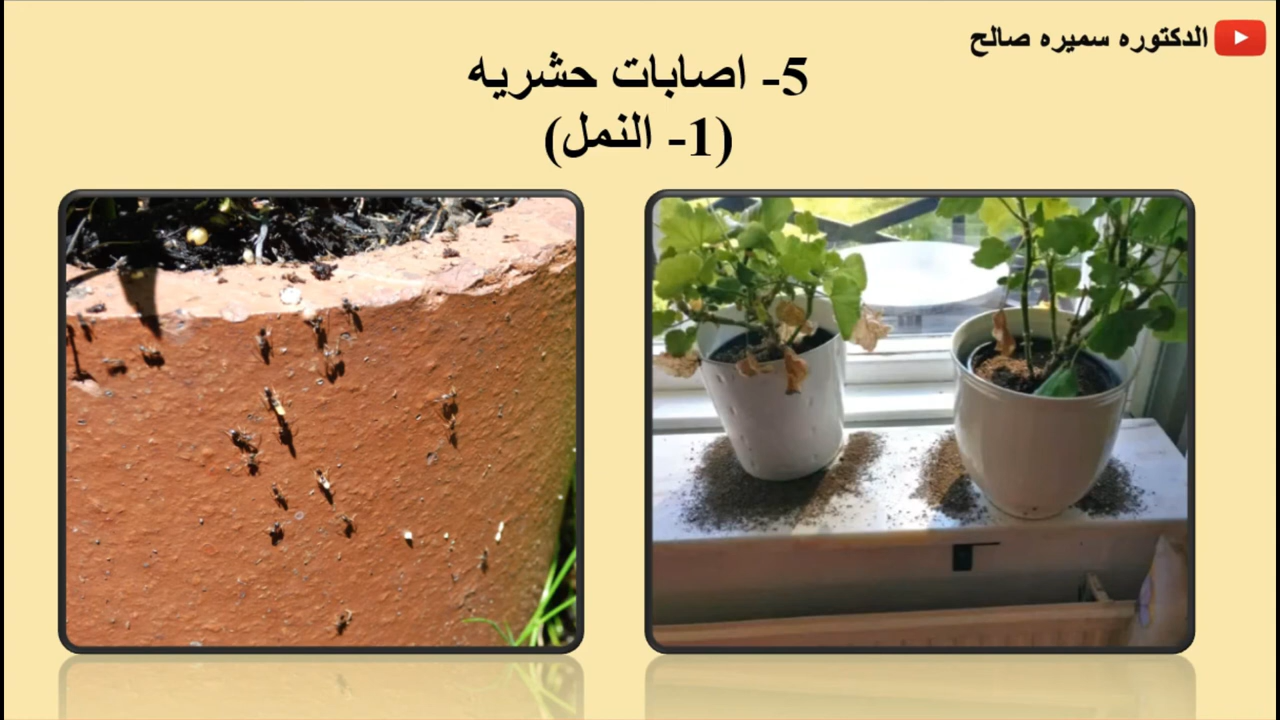 الدكتوره سميره صالح
5- اصابات حشريه
(1- النمل)